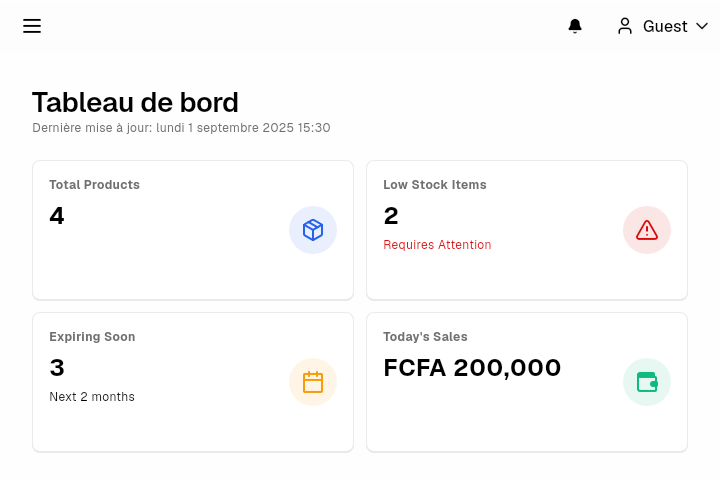 Guest
Tableau de bord
Dernière mise à jour: lundi 1 septembre 2025 15:30
Total Products
4
Low Stock Items
2
Requires Attention
Expiring Soon
3
Next 2 months
Today's Sales
FCFA 200,000